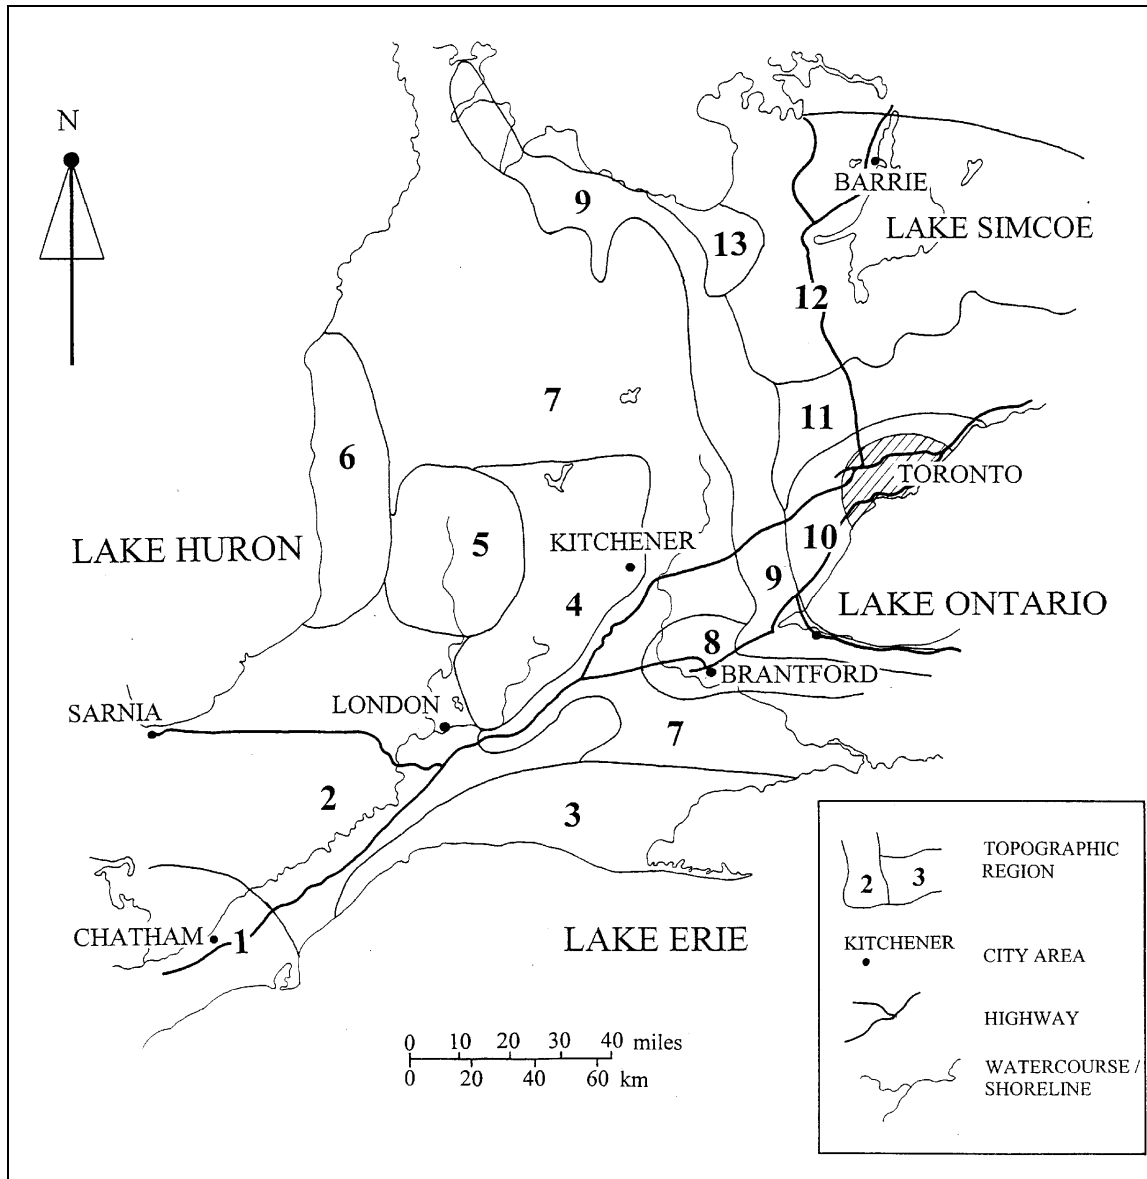 N
BARRIE
9
LAKE SIMCOE
13
12
7
11
6
TORONTO
LAKE HURON
5
KITCHENER
10
9
4
LAKE ONTARIO
8
BRANTFORD
SARNIA
LONDON
7
2
3
CHATHAM
1
LAKE ERIE
0 10 20 30 40 miles
0 20 40 60 km
2
3
TOPOGRAPHIC
REGION
KITCHENER
CITY AREA
HIGHWAY
WATERCOURSE /
SHORELINE